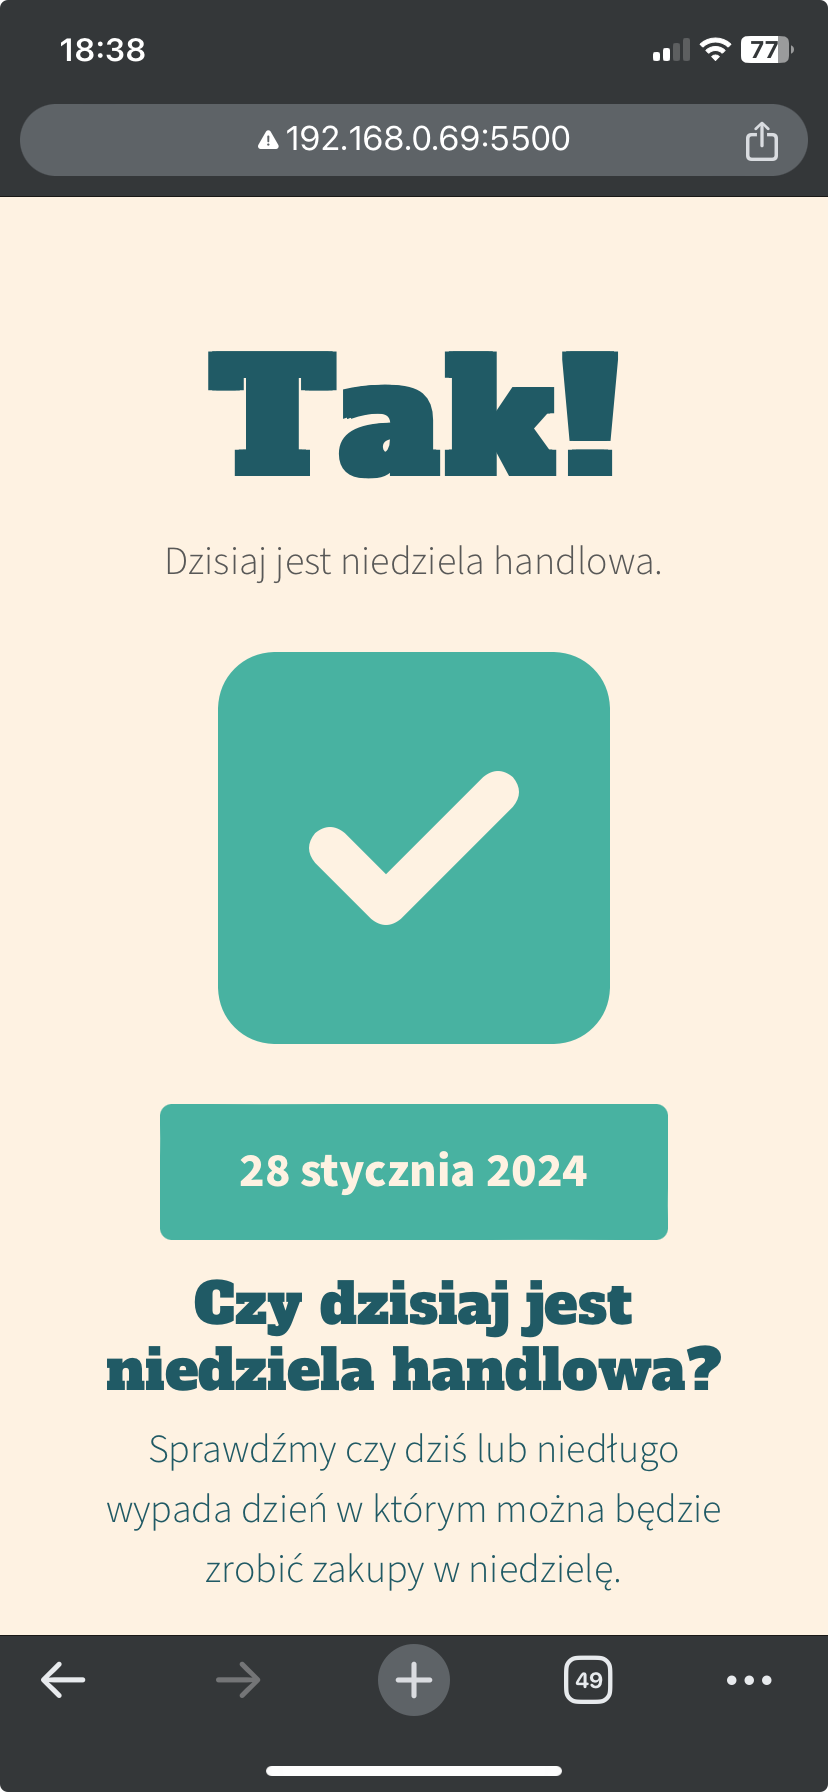 18:38
77
192.168.0.69:5500
Tak!
Dzisiaj jest niedziela handlowa.
28 stycznia 2024
Czy dzisiaj jest
niedziela handlowa?
Sprawdźmy czy dziś lub niedługo
wypada dzień w którym można będzie
zrobić zakupy w niedzielę.
49